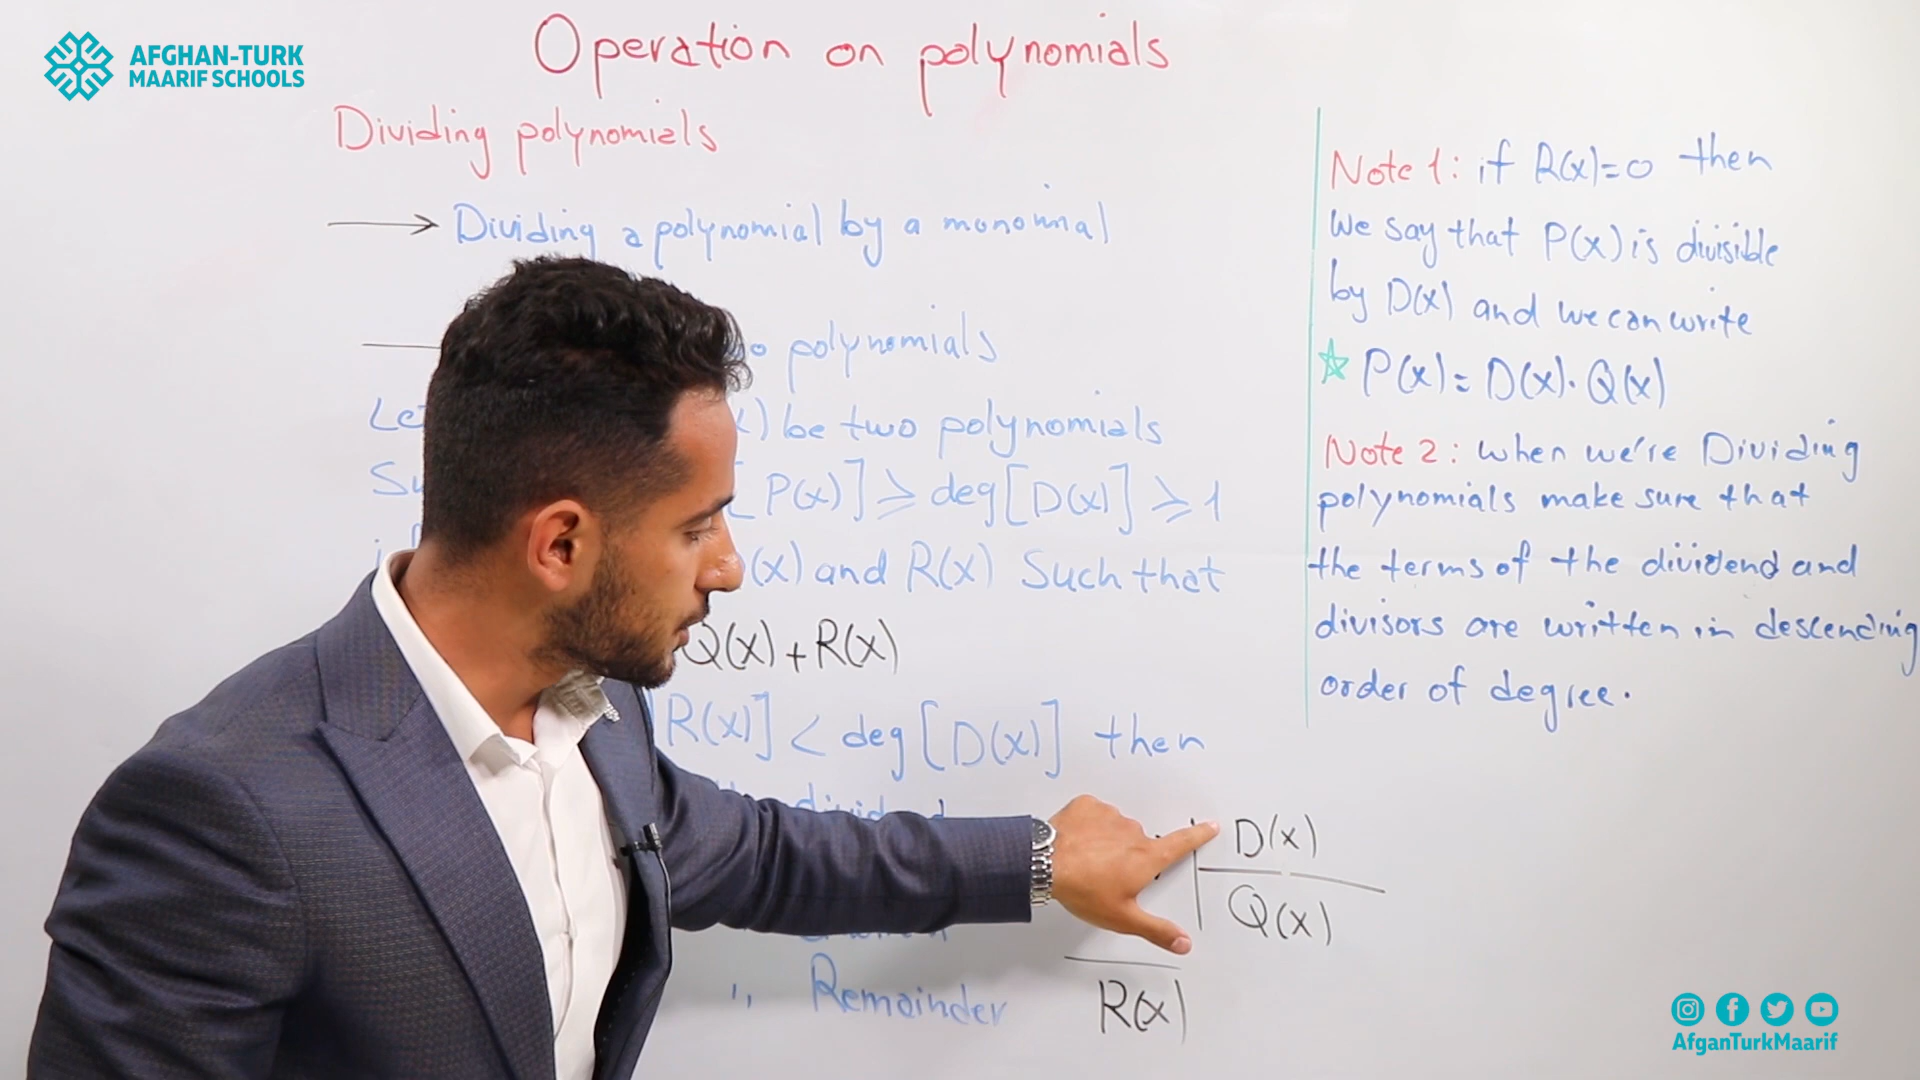 AFGHAN-TURK
MAARIF SCHOOLS
Operation on polynomials
Dividing polynomials
Dividing a polynomial by a monomial
polynomials
be two polynomials
P(x)] ≥ deg[D(x)] ≥ 1
(x) and R(x) Such that
Q(x) + R(x)
R(x)] < deg[D(x)] then
Remainder
D(x)
Q(x)
R(x)
Note 1: if R(x)=0 then
We say that P(x) is divisible
by D(x) and we can write
P(x) = D(x). Q(x)
Note 2: when we're Dividing
polynomials make sure that
the terms of the dividend and
divisors are written in descending
order of degree.
AfganTurkMaarif